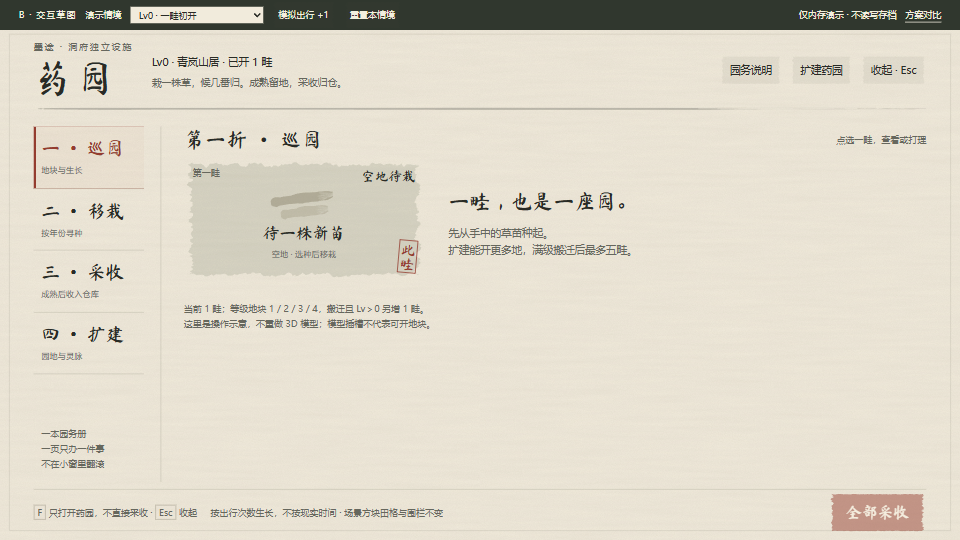 B · 交互草图 演示情境 Lv0 · 一畦初开 模拟出行 +1 重置本情境 仅内存演示 · 不读写存档 方案对比
墨途 · 洞府独立设施
药园
Lv0 · 青岚山居 · 已开 1 畦
栽一株草，候几番归。成熟留地，采收归仓。
园务说明 扩建药园 收起 · Esc
一 · 巡园
地块与生长
二 · 移栽
按年份寻种
三 · 采收
成熟后收入仓库
四 · 扩建
园地与灵脉
一本园务册
一页只办一件事
不在小窗里翻滚
第一折 · 巡园
点选一畦，查看或打理
第一畦
空地待栽
待一株新苗
空地 · 选种后移栽
此畦
一畦，也是一座园。
先从手中的草苗种起。
扩建能开更多地，满级搬迁后最多五畦。
当前 1 畦；等级地块 1 / 2 / 3 / 4，搬迁且 Lv > 0 另增 1 畦。
这里是操作示意，不重做 3D 模型；模型插槽不代表可开地块。
F 只打开药园，不直接采收 · Esc 收起 按出行次数生长，不按现实时间 · 场景方块田格与围栏不变
全部采收